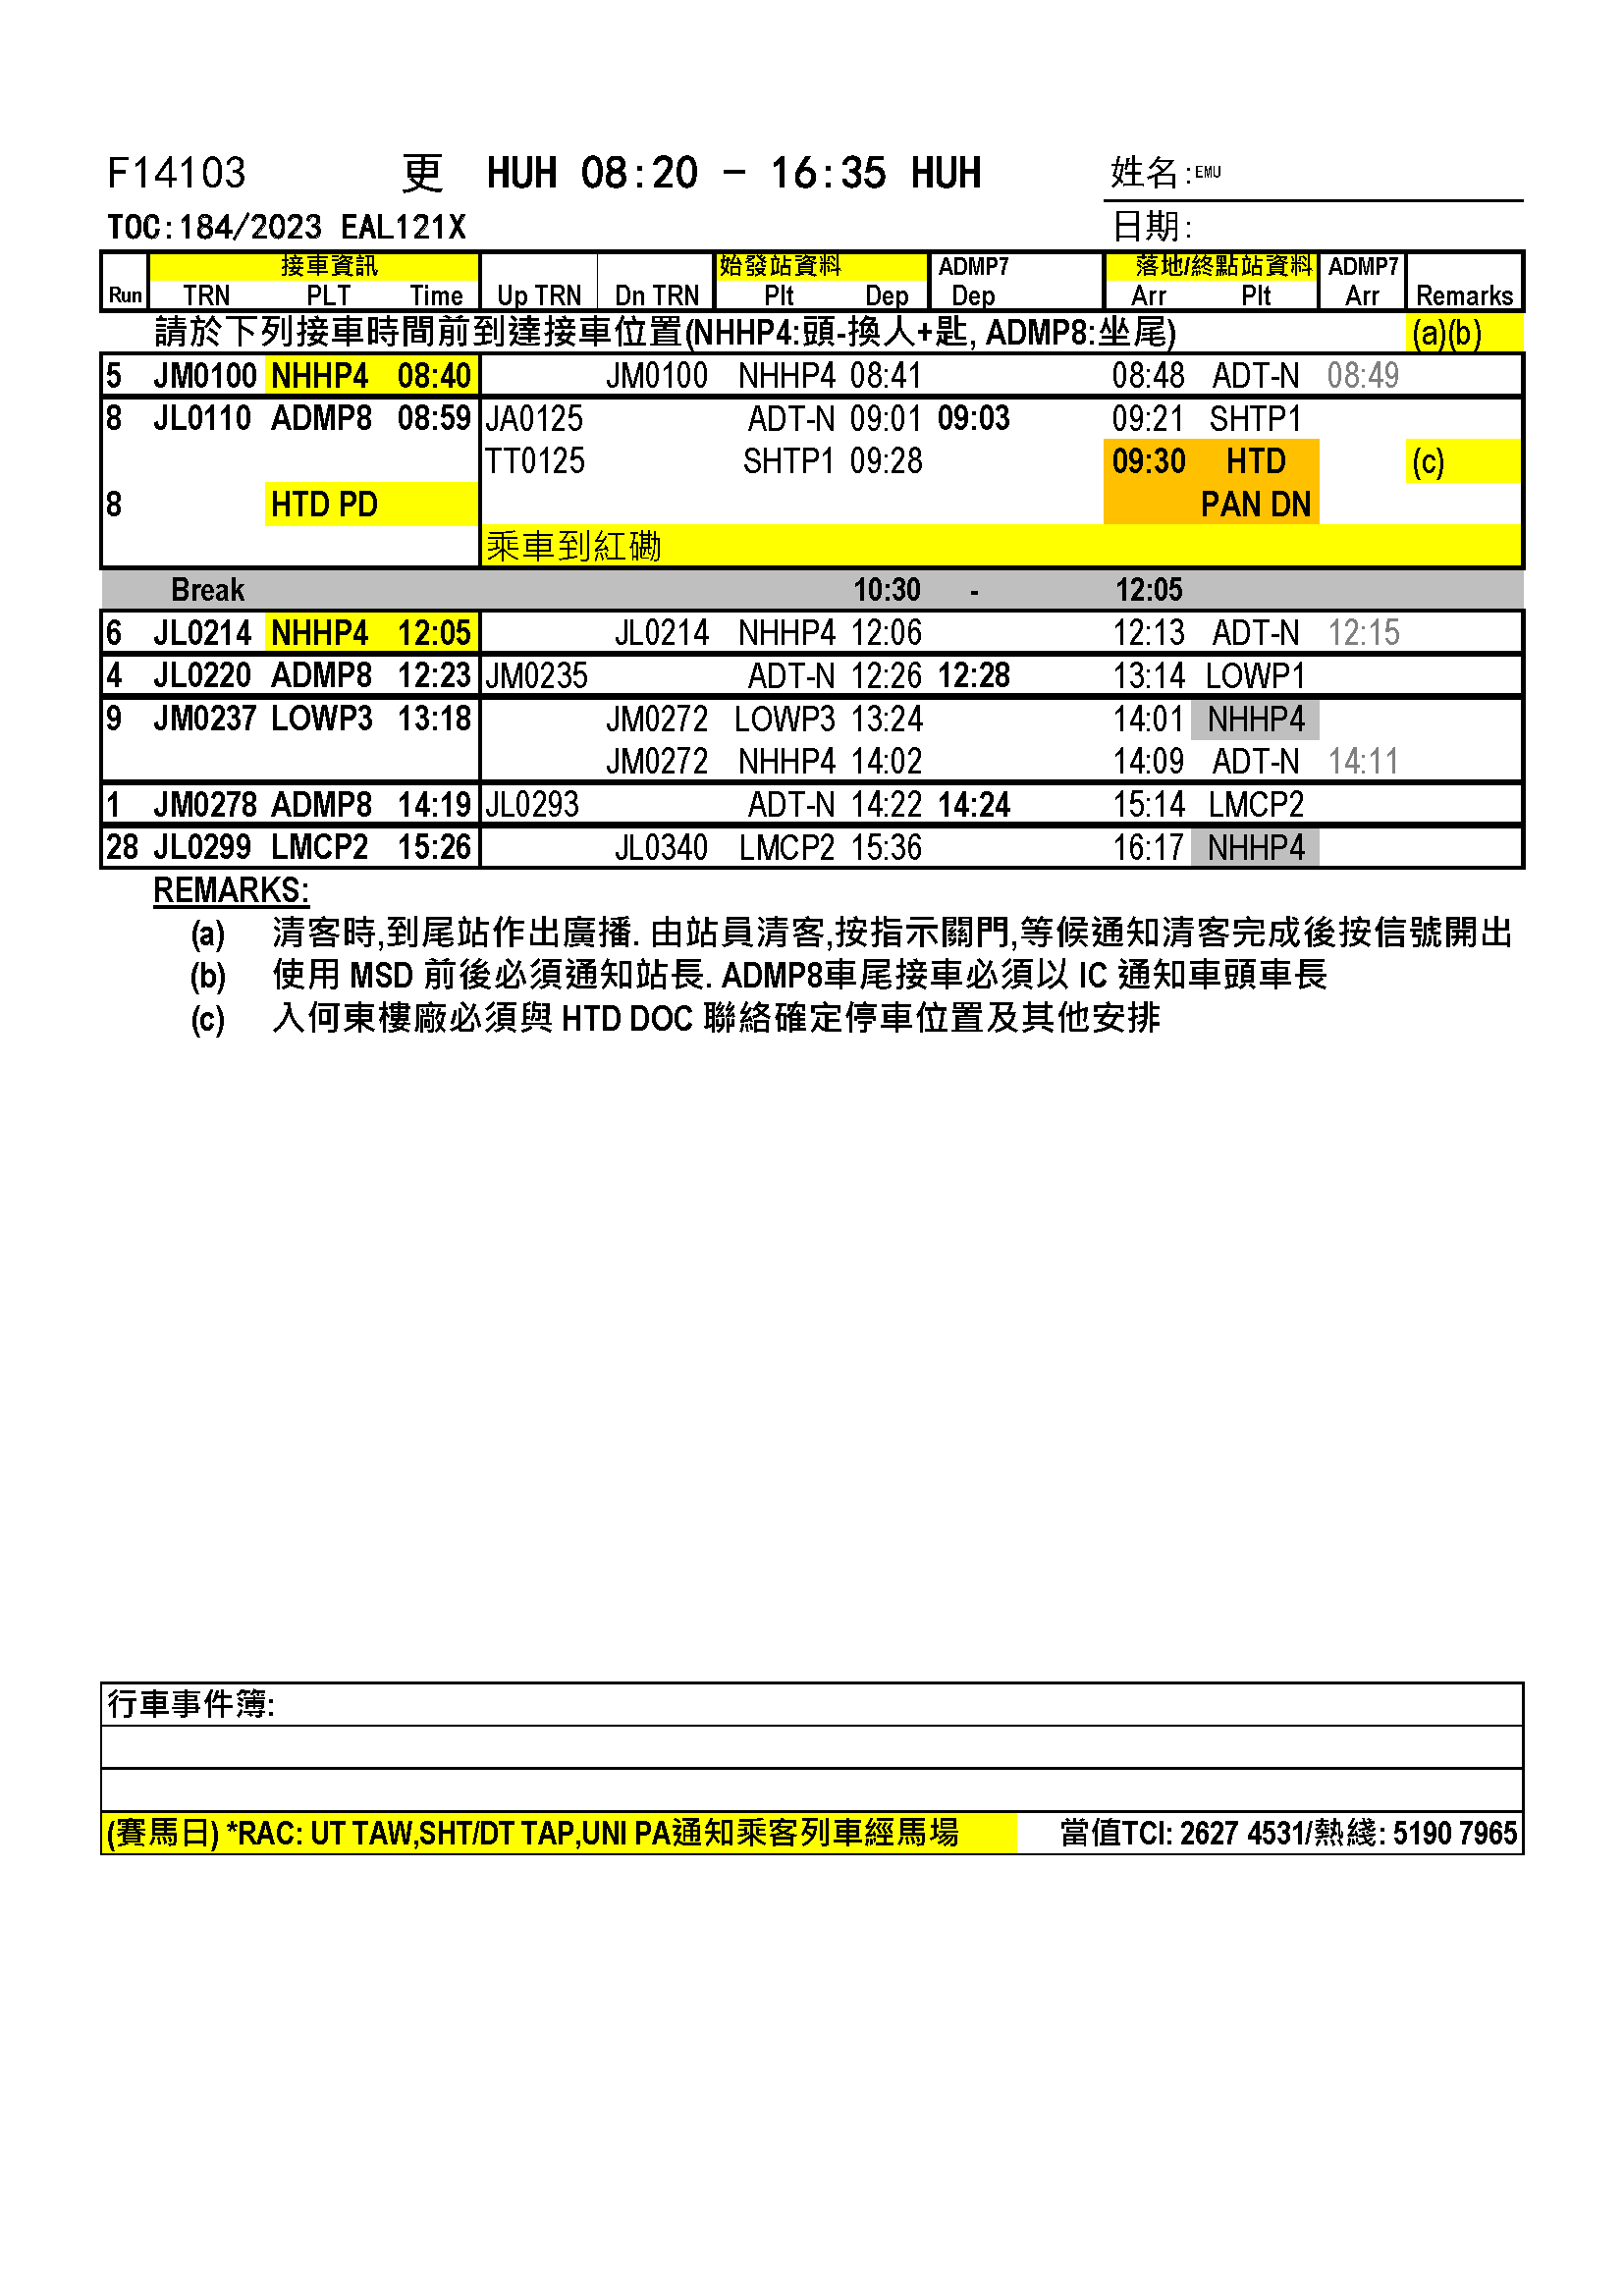 F14103 更 HUH 08:20 - 16:35 HUH 姓名:EMU
TOC:184/2023 EAL121X 日期:
接車資訊 始發站資料 ADMP7 落地/終點站資料 ADMP7
Run TRN PLT Time Up TRN Dn TRN Plt Dep Dep Arr Plt Arr Remarks
請於下列接車時間前到達接車位置(NHHP4:頭-換人+匙, ADMP8:坐尾) (a)(b)
5 JM0100 NHHP4 08:40 JM0100 NHHP4 08:41 08:48 ADT-N 08:49
8 JL0110 ADMP8 08:59 JA0125 ADT-N 09:01 09:03 09:21 SHTP1
TT0125 SHTP1 09:28 09:30 HTD (c)
8 HTD PD PAN DN
乘車到紅磡
Break 10:30 - 12:05
6 JL0214 NHHP4 12:05 JL0214 NHHP4 12:06 12:13 ADT-N 12:15
4 JL0220 ADMP8 12:23 JM0235 ADT-N 12:26 12:28 13:14 LOWP1
9 JM0237 LOWP3 13:18 JM0272 LOWP3 13:24 14:01 NHHP4
JM0272 NHHP4 14:02 14:09 ADT-N 14:11
1 JM0278 ADMP8 14:19 JL0293 ADT-N 14:22 14:24 15:14 LMCP2
28 JL0299 LMCP2 15:26 JL0340 LMCP2 15:36 16:17 NHHP4
REMARKS:
(a) 清客時,到尾站作出廣播. 由站員清客,按指示關門,等候通知清客完成後按信號開出
(b) 使用 MSD 前後必須通知站長. ADMP8車尾接車必須以 IC 通知車頭車長
(c) 入何東樓廠必須與 HTD DOC 聯絡確定停車位置及其他安排
行車事件簿:
(賽馬日) *RAC: UT TAW,SHT/DT TAP,UNI PA通知乘客列車經馬場 當值TCI: 2627 4531/熱綫: 5190 7965